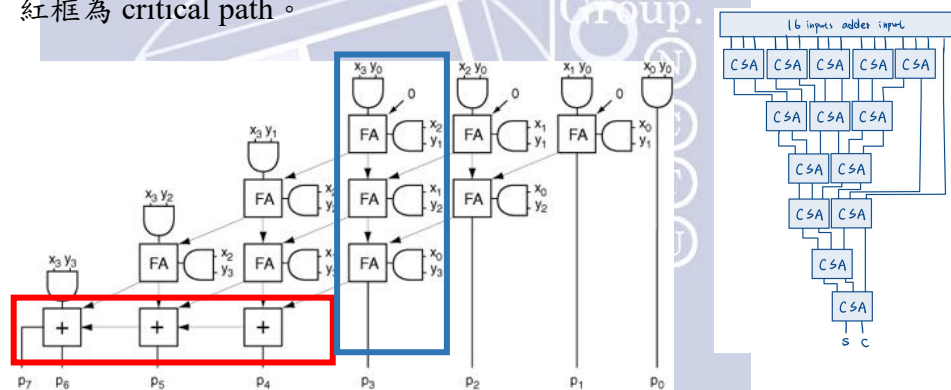 紅框為 critical path。
Group.
16 inputs adder input
CSA CSA CSA CSA CSA
CSA CSA CSA
CSA CSA
CSA CSA
CSA
CSA
S C
x3 y0 x2 y0 x1 y0 x0 y0
0 0 0
x3 y1 FA x2 y1 FA x1 y1 FA x0 y1
x3 y2 FA FA x1 y2 FA x0 y2
x3 y3 FA x2 y3 FA FA x0 y3
+ + +
p7 p6 p5 p4 p3 p2 p1 p0